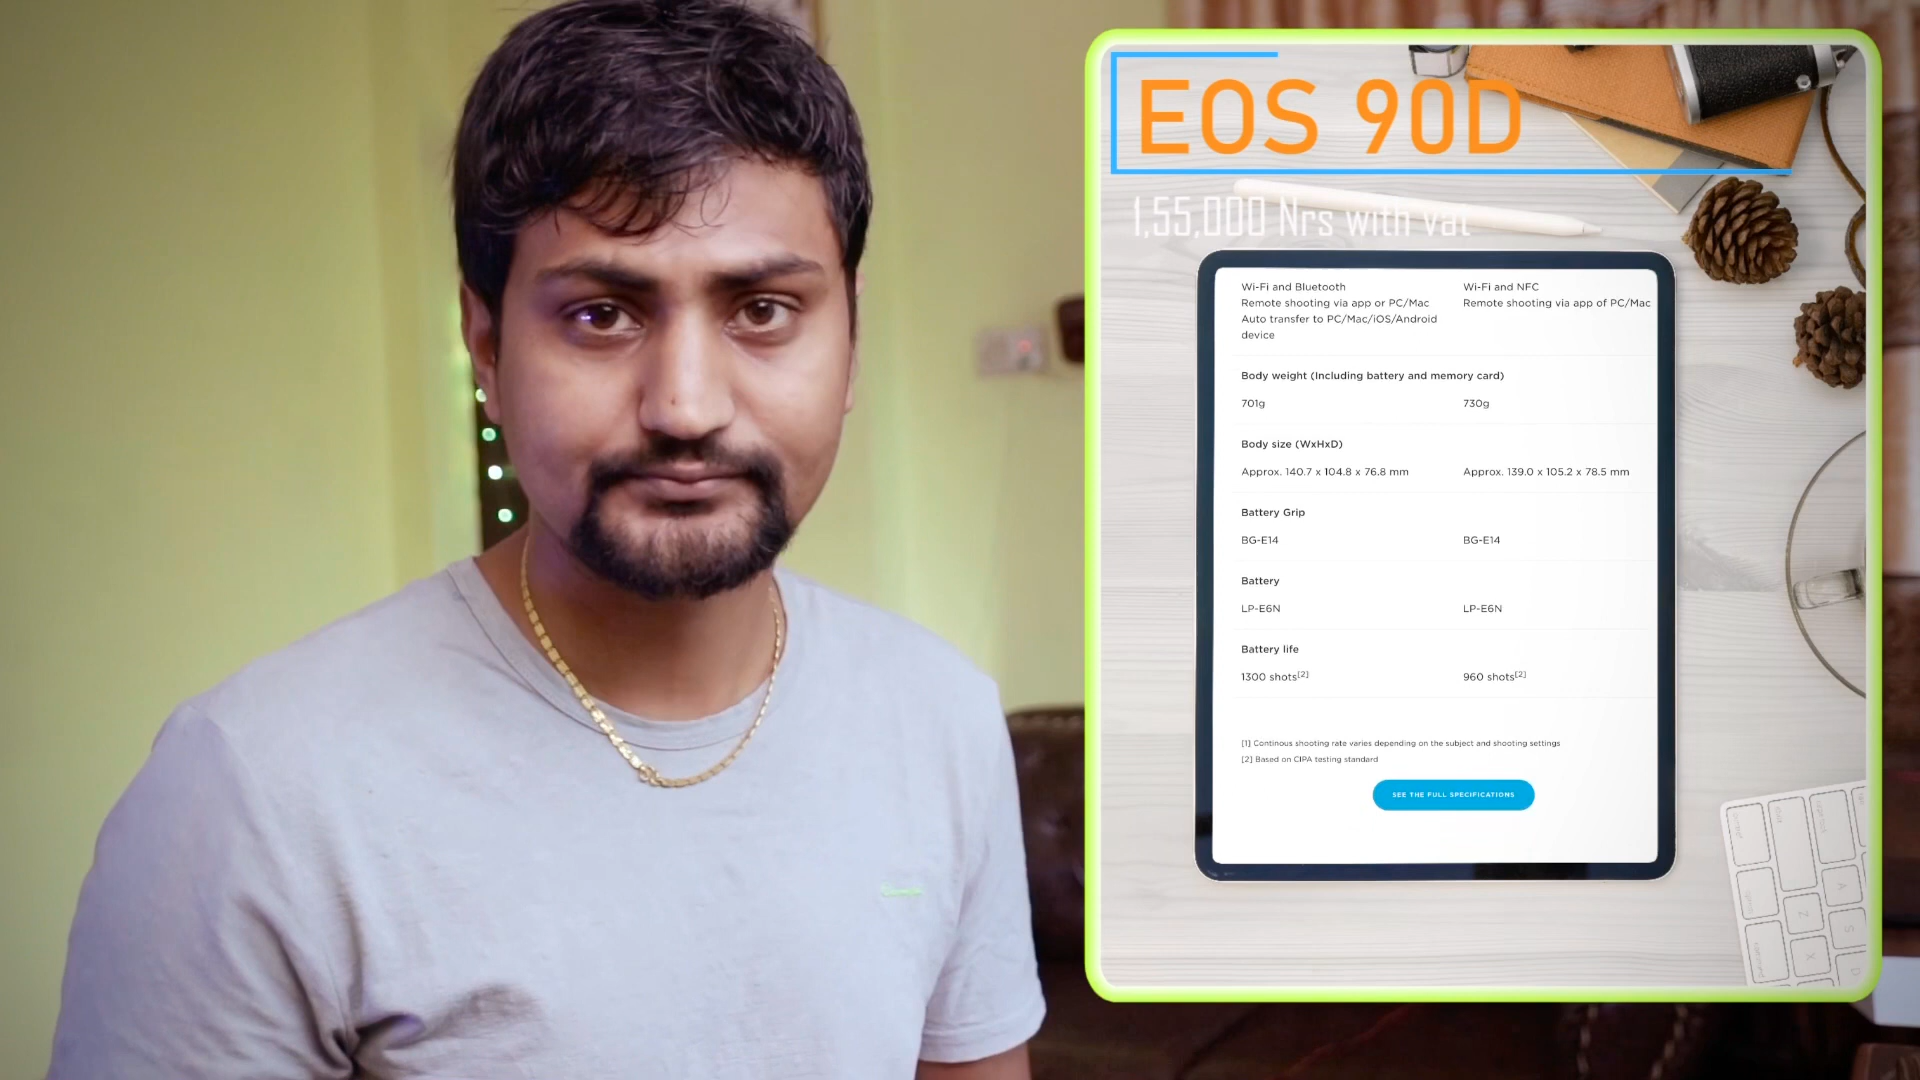 EOS 90D
1,55,000 Nrs with vat
Wi-Fi and Bluetooth Wi-Fi and NFC
Remote shooting via app or PC/Mac Remote shooting via app of PC/Mac
Auto transfer to PC/Mac/iOS/Android
device
Body weight (Including battery and memory card)
701g 730g
Body size (WxHxD)
Approx. 140.7 x 104.8 x 76.8 mm Approx. 139.0 x 105.2 x 78.5 mm
Battery Grip
BG-E14 BG-E14
Battery
LP-E6N LP-E6N
Battery life
1300 shots[2] 960 shots[2]
[1] Continous shooting rate varies depending on the subject and shooting settings
[2] Based on CIPA testing standard
SEE THE FULL SPECIFICATIONS
A
Z
S
X
D